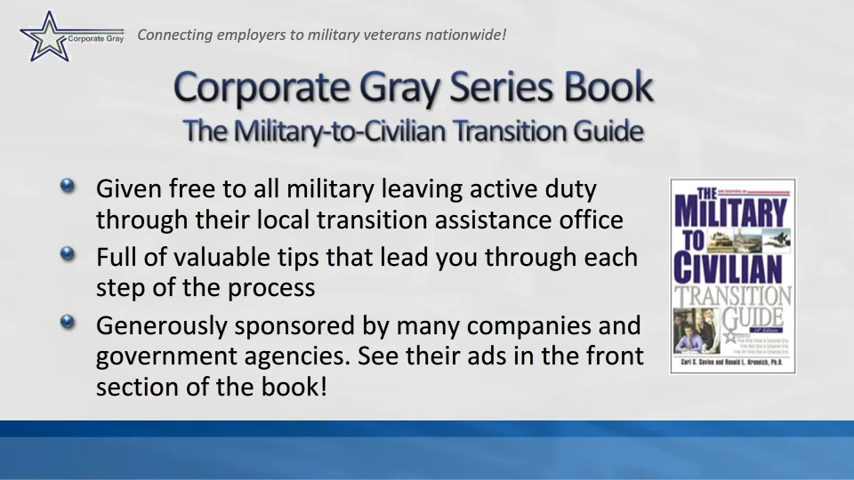 Corporate Gray
Connecting employers to military veterans nationwide!
Corporate Gray Series Book
The Military-to-Civilian Transition Guide
Given free to all military leaving active duty
through their local transition assistance office
Full of valuable tips that lead you through each
step of the process
Generously sponsored by many companies and
government agencies. See their ads in the front
section of the book!
THE
MILITARY
TO
CIVILIAN
TRANSITION
GUIDE
Carl S. Savino and Ronald L. Krannich, Ph.D.